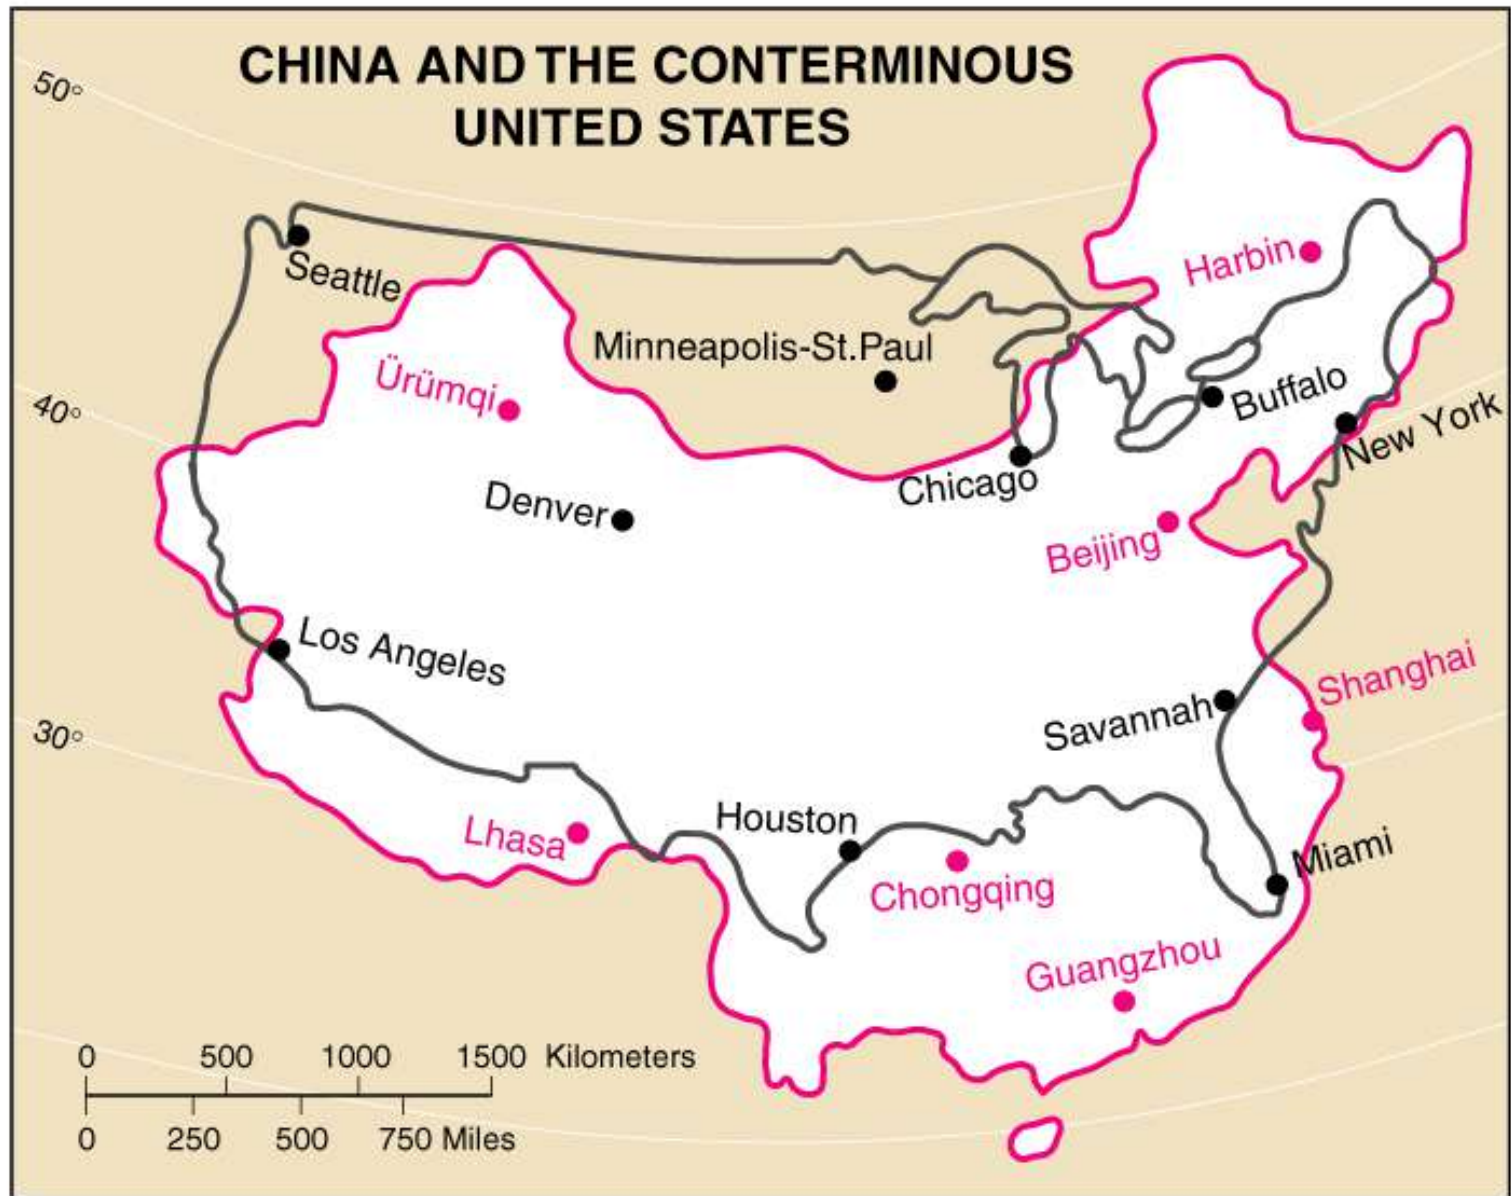 CHINA AND THE CONTERMINOUS
UNITED STATES
50°
Harbin
Seattle
Minneapolis-St.Paul
Ürümqi
Buffalo
40°
New York
Denver
Chicago
Beijing
Los Angeles
Shanghai
Savannah
30°
Houston
Lhasa
Miami
Chongqing
Guangzhou
0 500 1000 1500 Kilometers
0 250 500 750 Miles